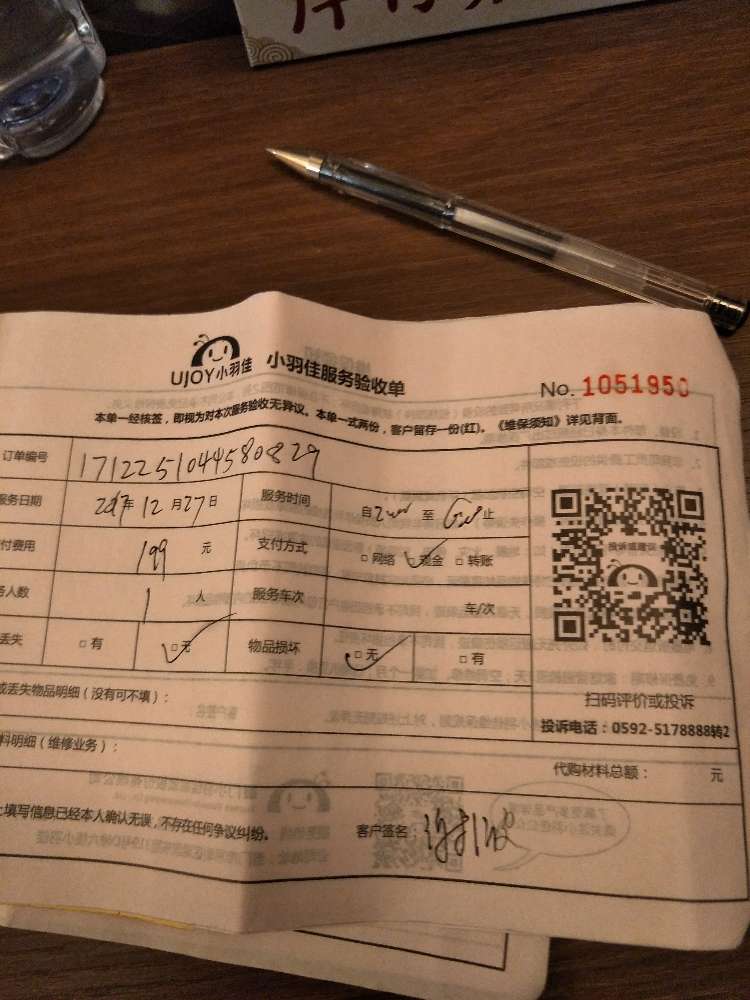 UJOY小羽佳 小羽佳服务验收单 No. 1051950
本单一经核签，即视为对本次服务验收无异议。本单一式两份，客户留存一份(红)。《维保须知》详见背面。
订单编号 1712251044580829
服务日期 2017年12月27日 服务时间 自 至 止
付费用 199 元 支付方式 □网络 □现金 □转账
务人数 1 人 服务车次 车/次
丢失 □有 □无 物品损坏 □无 □有
投诉或建议
扫码评价或投诉
投诉电话：0592-5178888转2
或丢失物品明细（没有可不填）：
料明细（维修业务）： 代购材料总额： 元
上填写信息已经本人确认无误，不存在任何争议纠纷。 客户签名：